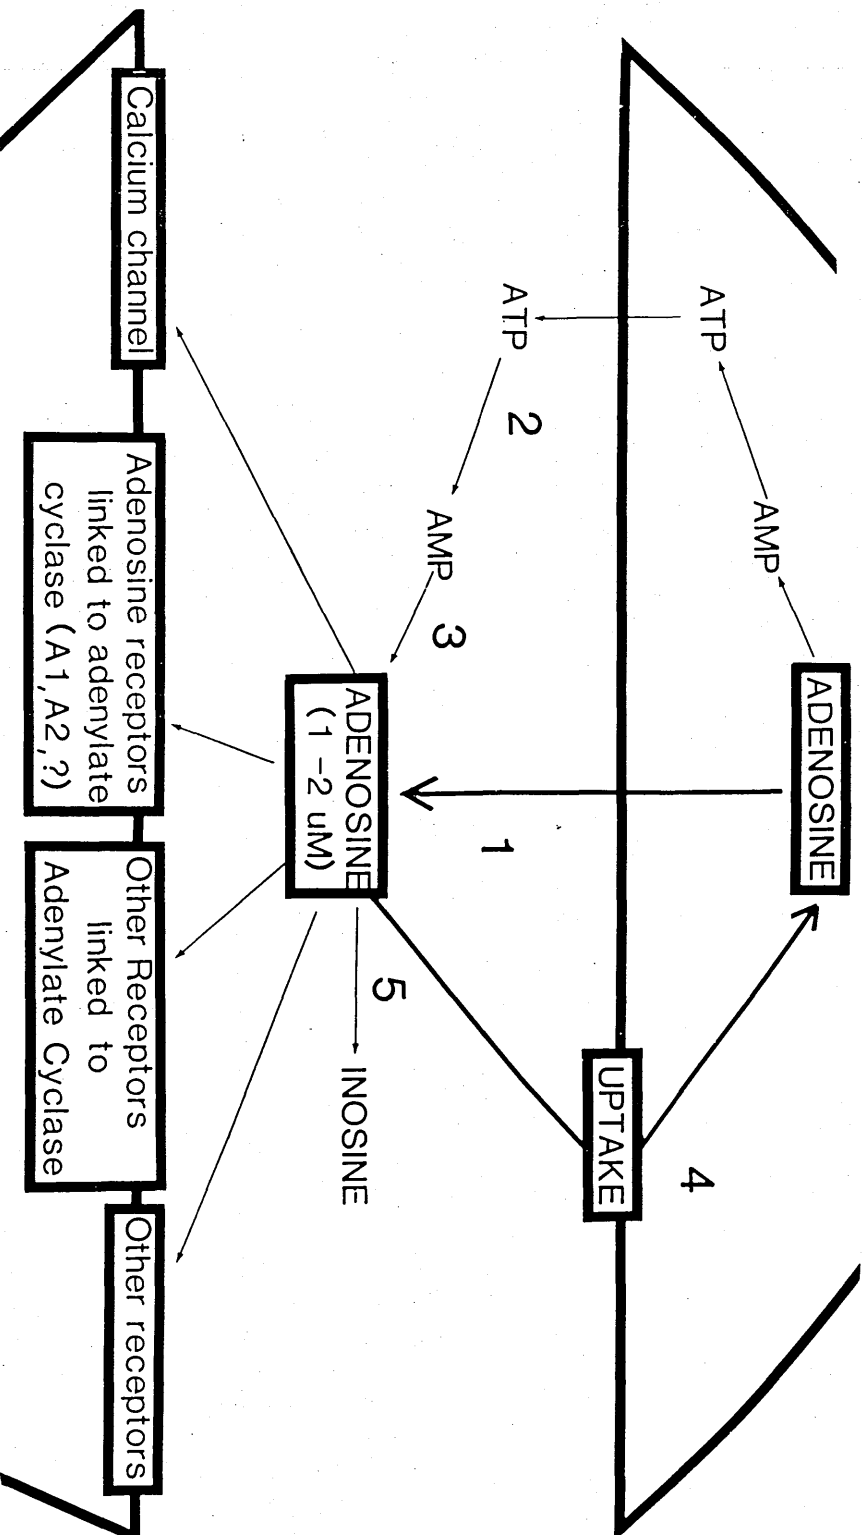 ADENOSINE
AMP
ATP
UPTAKE
4
1
ATP
2
AMP
3
ADENOSINE
(1 -2 uM)
5
INOSINE
Calcium channel
Adenosine receptors
linked to adenylate
cyclase (A1, A2, ?)
Other Receptors
linked to
Adenylate Cyclase
Other receptors